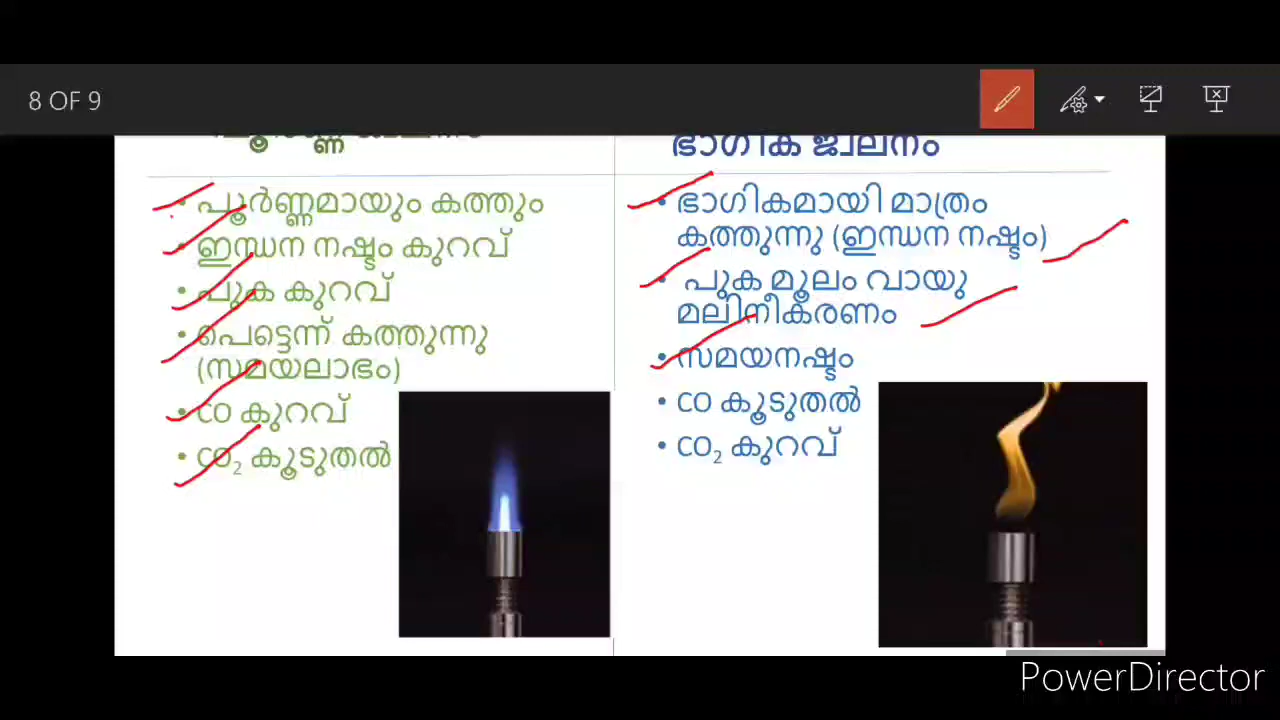 8 OF 9
ഭാഗിക ജ്വലനം
• പൂർണ്ണമായും കത്തും
• ഇന്ധന നഷ്ടം കുറവ്
• പുക കുറവ്
• പെട്ടെന്ന് കത്തുന്നു
(സമയലാഭം)
• CO കുറവ്
• CO₂ കൂടുതൽ
• ഭാഗികമായി മാത്രം
കത്തുന്നു (ഇന്ധന നഷ്ടം)
• പുക മൂലം വായു
മലിനീകരണം
• സമയനഷ്ടം
• CO കൂടുതൽ
• CO₂ കുറവ്
PowerDirector